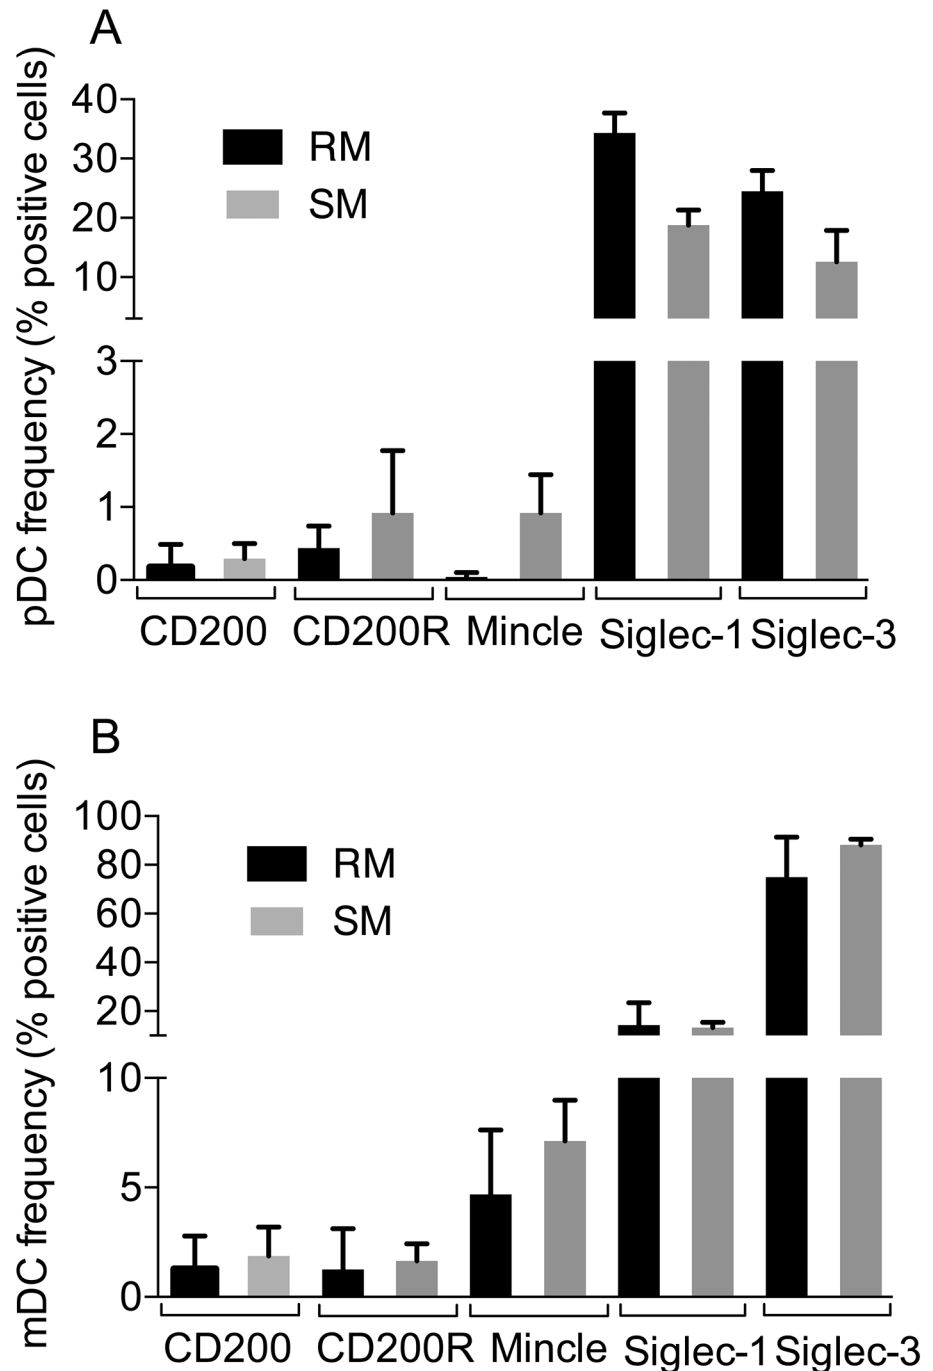 A
pDC frequency (% positive cells)
40
30
20
10
3
2
1
0
RM
SM
CD200 CD200R Mincle Siglec-1 Siglec-3
B
mDC frequency (% positive cells)
100
80
60
40
20
10
5
0
RM
SM
CD200 CD200R Mincle Siglec-1 Siglec-3